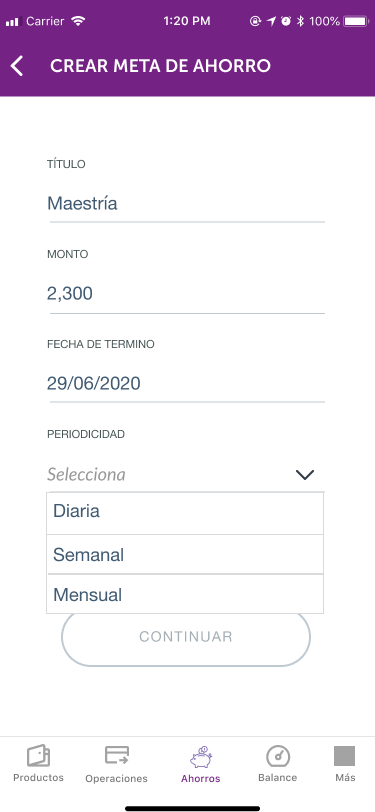 Carrier 1:20 PM 100%
CREAR META DE AHORRO
TÍTULO
Maestría
MONTO
2,300
FECHA DE TERMINO
29/06/2020
PERIODICIDAD
Selecciona
Diaria
Semanal
Mensual
CONTINUAR
Productos Operaciones Ahorros Balance Más